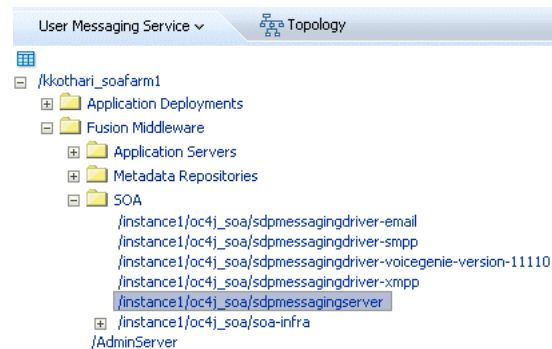 User Messaging Service Topology
/kkothari_soafarm1
Application Deployments
Fusion Middleware
Application Servers
Metadata Repositories
SOA
/instance1/oc4j_soa/sdpmessagingdriver-email
/instance1/oc4j_soa/sdpmessagingdriver-smpp
/instance1/oc4j_soa/sdpmessagingdriver-voicegenie-version-11110
/instance1/oc4j_soa/sdpmessagingdriver-xmpp
/instance1/oc4j_soa/sdpmessagingserver
/instance1/oc4j_soa/soa-infra
/AdminServer